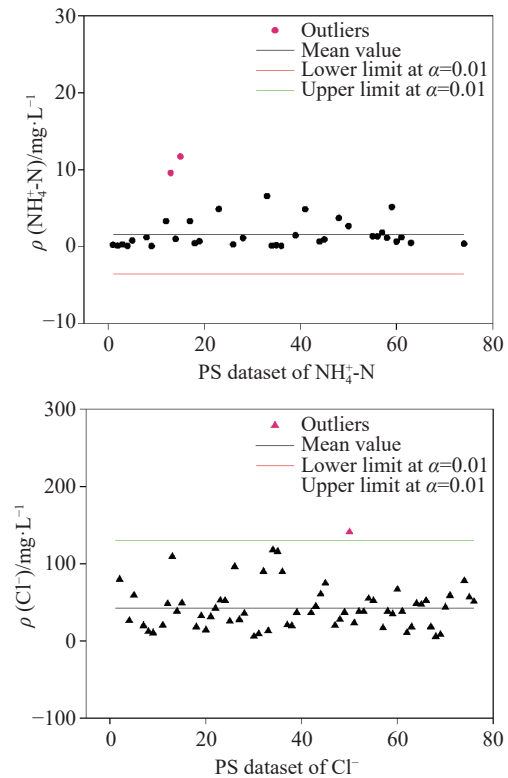 30
20
10
0
−10
ρ (NH₄⁺-N)/mg·L⁻¹
Outliers
Mean value
Lower limit at α=0.01
Upper limit at α=0.01
0 20 40 60 80
PS dataset of NH₄⁺-N
300
200
100
0
−100
ρ (Cl⁻)/mg·L⁻¹
Outliers
Mean value
Lower limit at α=0.01
Upper limit at α=0.01
0 20 40 60 80
PS dataset of Cl⁻